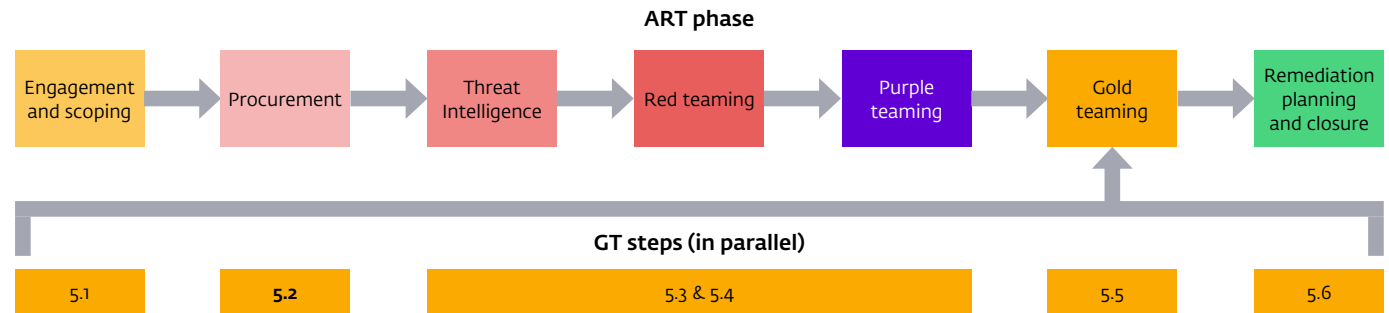 ART phase
Engagement
and scoping
Procurement
Threat
Intelligence
Red teaming
Purple
teaming
Gold
teaming
Remediation
planning
and closure
GT steps (in parallel)
5.1
5.2
5.3 & 5.4
5.5
5.6